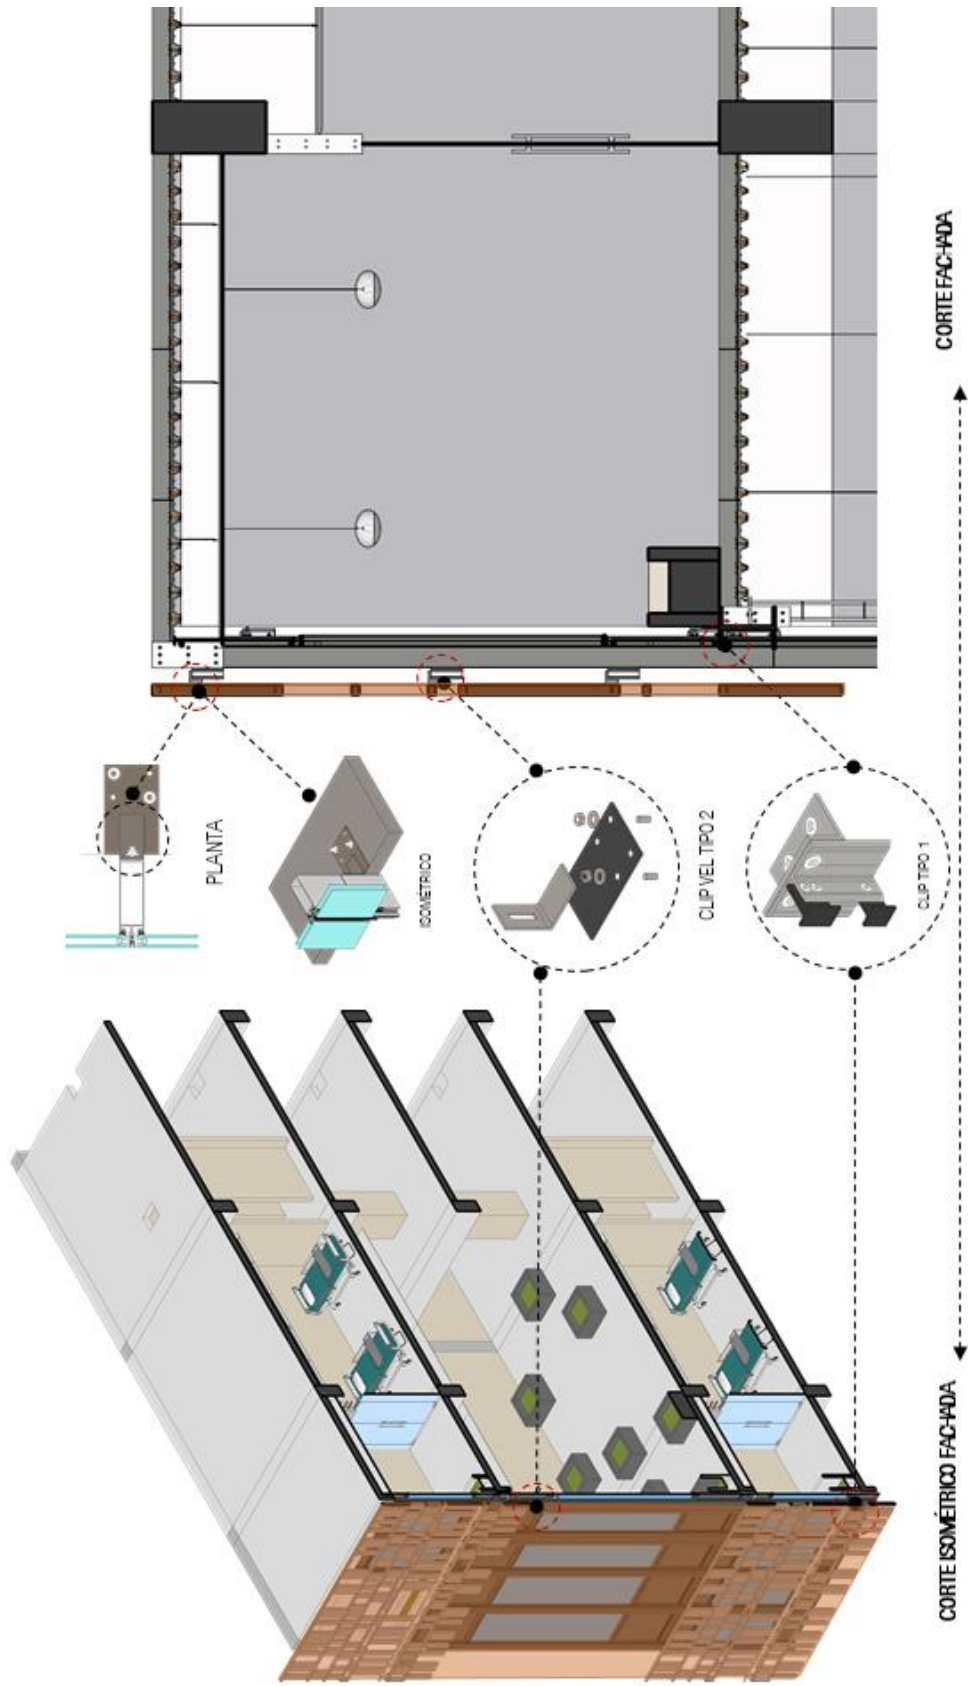 PLANTA
ISOMÉTRICO
CLIP VEL TIPO 2
CLIP TIPO 1
CORTE ISOMÉTRICO FACHADA
CORTE FACHADA